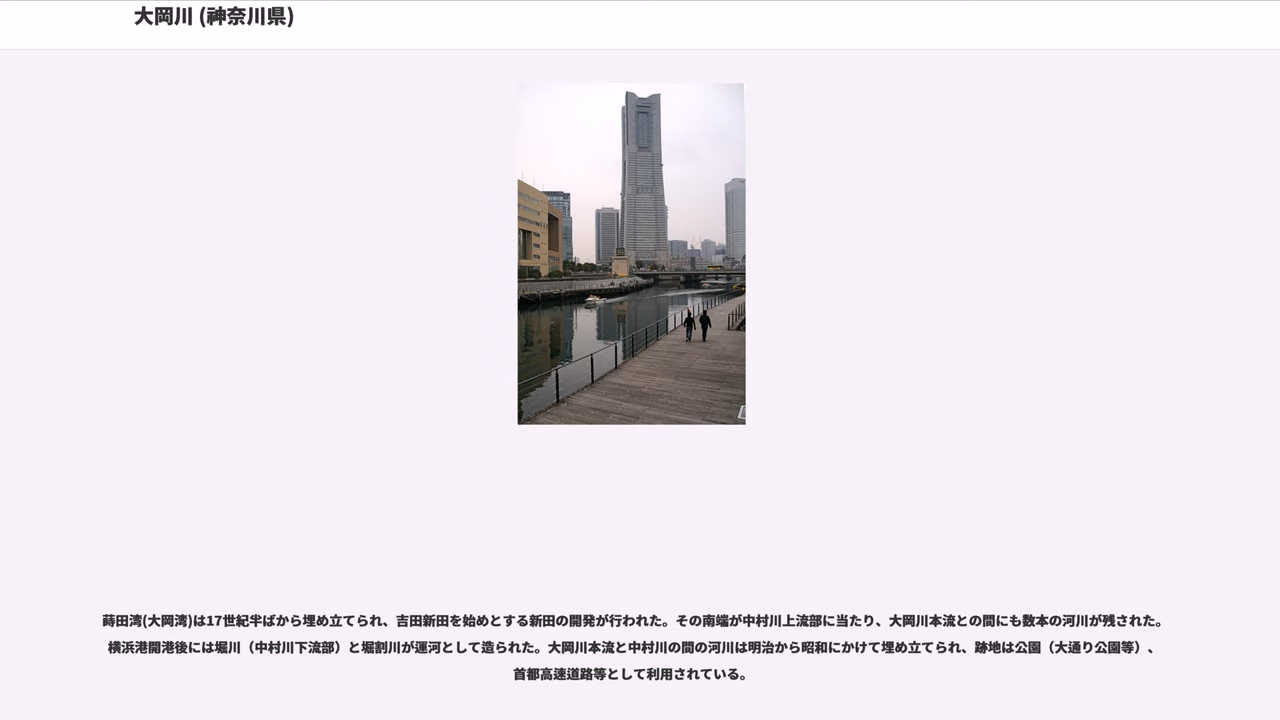 大岡川 (神奈川県)
蒔田湾(大岡湾)は17世紀半ばから埋め立てられ、吉田新田を始めとする新田の開発が行われた。その南端が中村川上流部に当たり、大岡川本流との間にも数本の河川が残された。
横浜港開港後には堀川（中村川下流部）と堀割川が運河として造られた。大岡川本流と中村川の間の河川は明治から昭和にかけて埋め立てられ、跡地は公園（大通り公園等）、
首都高速道路等として利用されている。